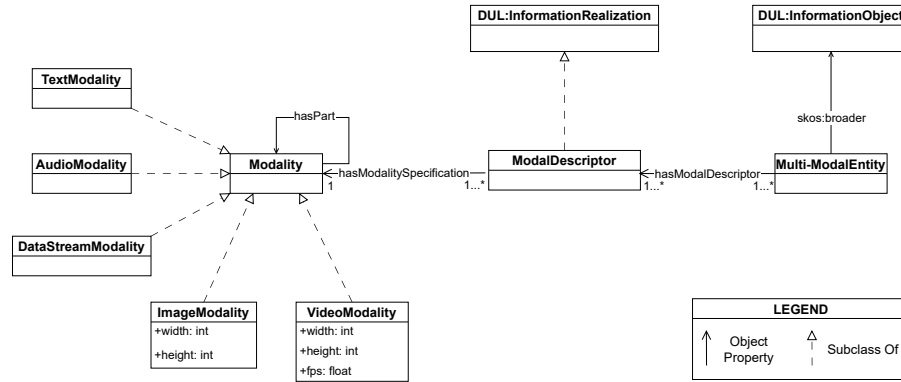 DUL:InformationRealization
DUL:InformationObject
TextModality
hasPart
skos:broader
AudioModality
Modality
ModalDescriptor
Multi-ModalEntity
hasModalitySpecification
hasModalDescriptor
1
1...*
1...*
1...*
DataStreamModality
ImageModality
+width: int
+height: int
VideoModality
+width: int
+height: int
+fps: float
LEGEND
Object
Property
Subclass Of